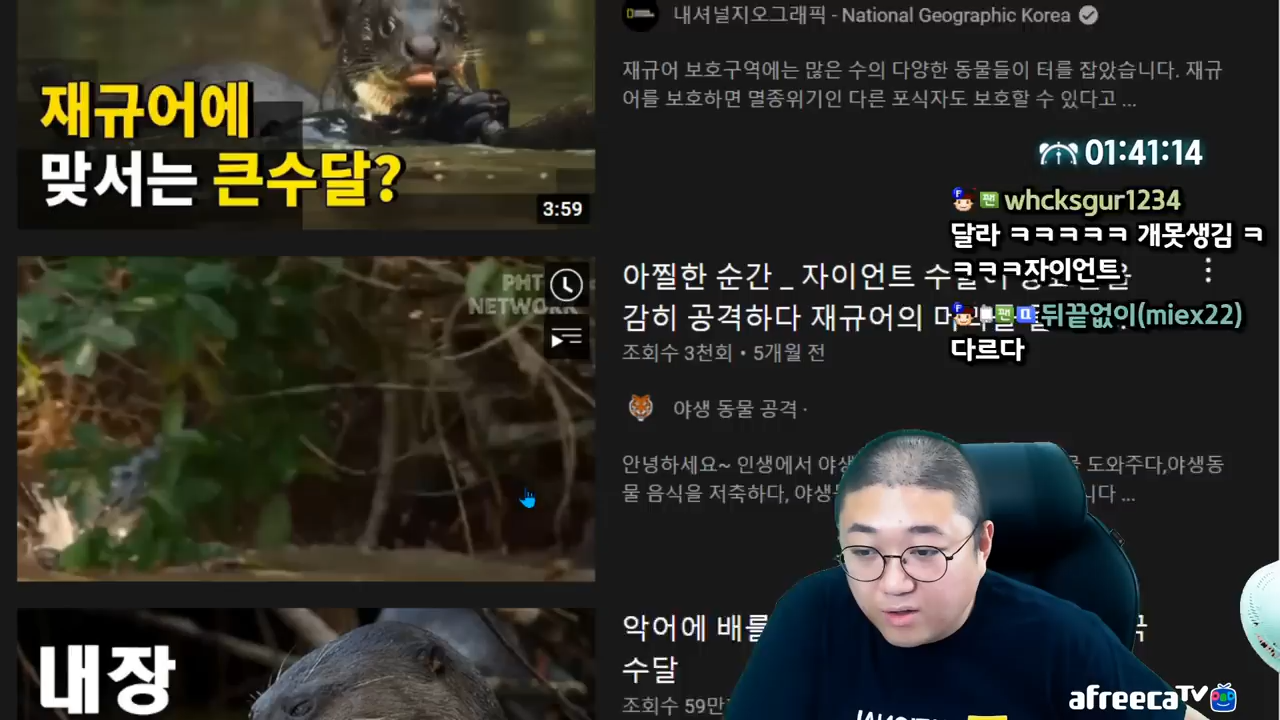 내셔널지오그래픽 - National Geographic Korea
재규어 보호구역에는 많은 수의 다양한 동물들이 터를 잡았습니다. 재규
어를 보호하면 멸종위기인 다른 포식자도 보호할 수 있다고 ...
재규어에
맞서는 큰수달?
3:59
01:41:14
whcksgur1234
달라 ㅋㅋㅋㅋㅋ 개못생김 ㅋ
ㅋㅋㅋ자이언트
뒤끝없이(miex22)
다르다
PHT
NETWORK
아찔한 순간 _ 자이언트
감히 공격하다 재규어의
조회수 3천회 • 5개월 전
야생 동물 공격 ·
안녕하세요~ 인생에서 도와주다,야생동
물 음식을 저축하다, ...
내장
악어에 배를
수달
조회수 59만
afreecaTV